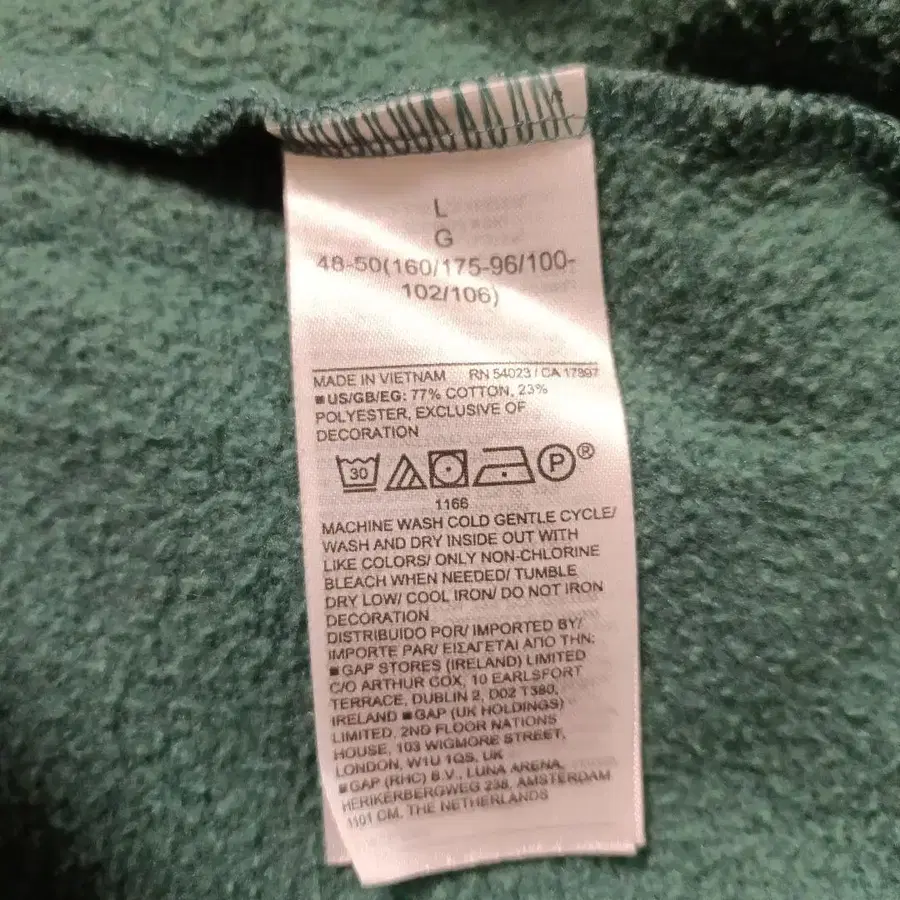 L
G
48-50(160/175-96/100-
102/106)
MADE IN VIETNAM RN 54023 / CA 17897
■ US/GB/EG: 77% COTTON, 23%
POLYESTER, EXCLUSIVE OF
DECORATION
30 P ®
1166
MACHINE WASH COLD GENTLE CYCLE/
WASH AND DRY INSIDE OUT WITH
LIKE COLORS/ ONLY NON-CHLORINE
BLEACH WHEN NEEDED/ TUMBLE
DRY LOW/ COOL IRON/ DO NOT IRON
DECORATION
DISTRIBUIDO POR/ IMPORTED BY/
IMPORTE PAR/ ΕΙΣΑΓΕΤΑΙ ΑΠΟ ΤΗΝ:
■ GAP STORES (IRELAND) LIMITED
C/O ARTHUR COX, 10 EARLSFORT
TERRACE, DUBLIN 2, D02 T380,
IRELAND ■ GAP (UK HOLDINGS)
LIMITED, 2ND FLOOR NATIONS
HOUSE, 103 WIGMORE STREET,
LONDON, W1U 1QS, UK
■ GAP (RHC) B.V., LUNA ARENA,
HERIKERBERGWEG 238, AMSTERDAM
1101 CM, THE NETHERLANDS